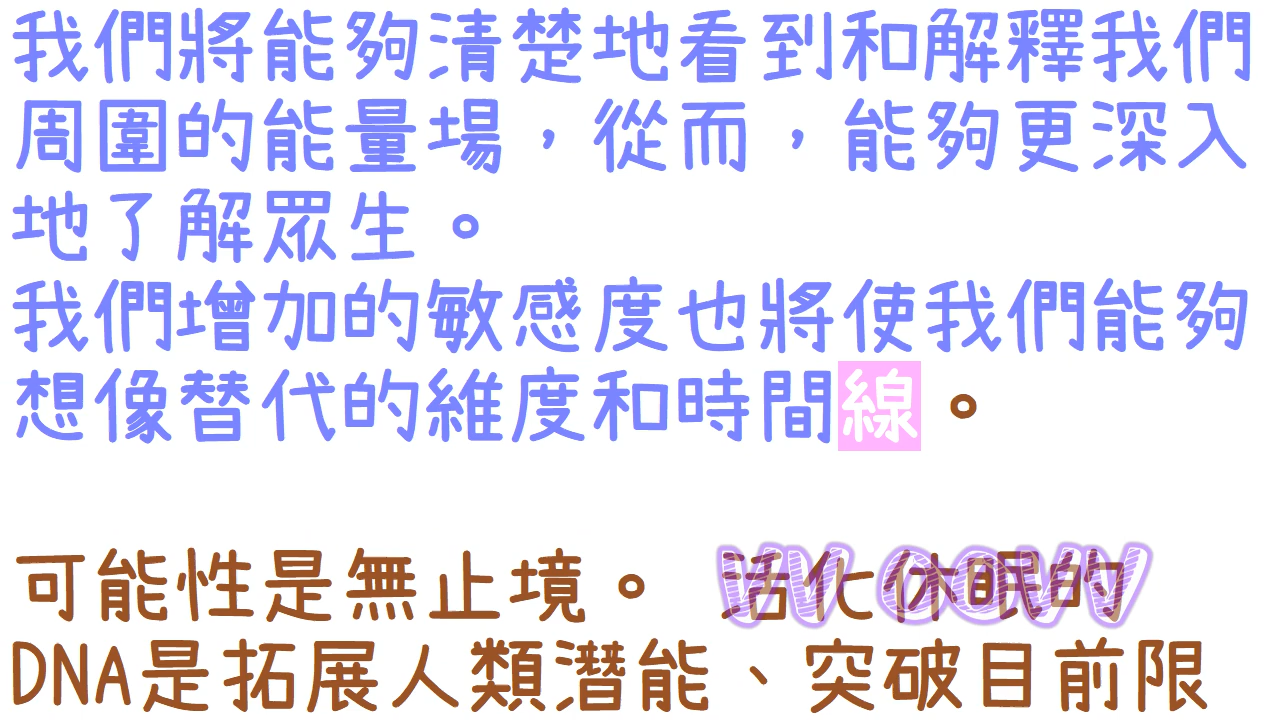 我們將能夠清楚地看到和解釋我們
周圍的能量場，從而，能夠更深入
地了解眾生。
我們增加的敏感度也將使我們能夠
想像替代的維度和時間線。
可能性是無止境。 活化休眠的
DNA是拓展人類潛能、突破目前限